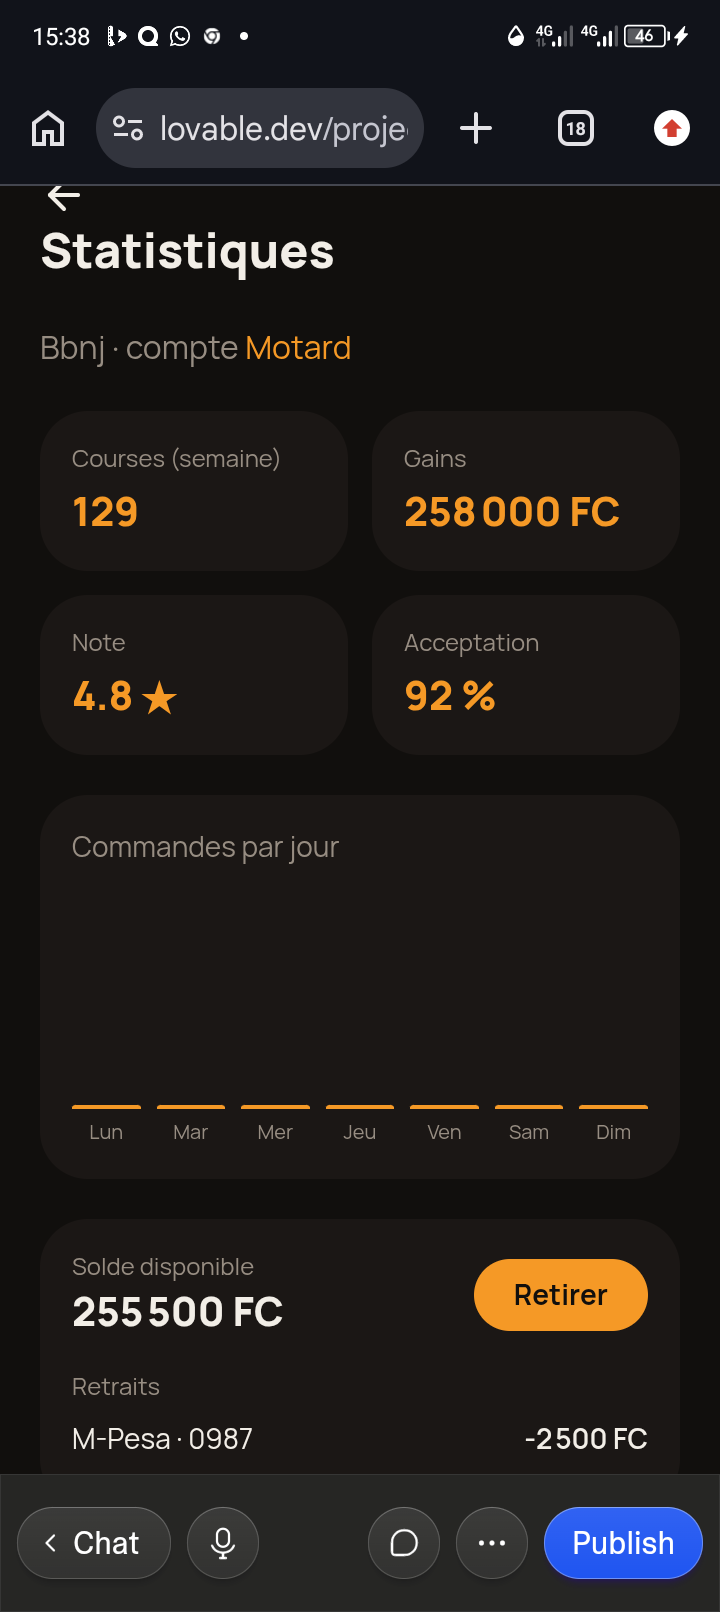 15:38
4G
4G
46
lovable.dev/proje
18
Statistiques
Bbnj · compte Motard
Courses (semaine)
129
Gains
258 000 FC
Note
4.8 ★
Acceptation
92 %
Commandes par jour
Lun Mar Mer Jeu Ven Sam Dim
Solde disponible
255 500 FC
Retirer
Retraits
M-Pesa · 0987
-2 500 FC
Chat
Publish